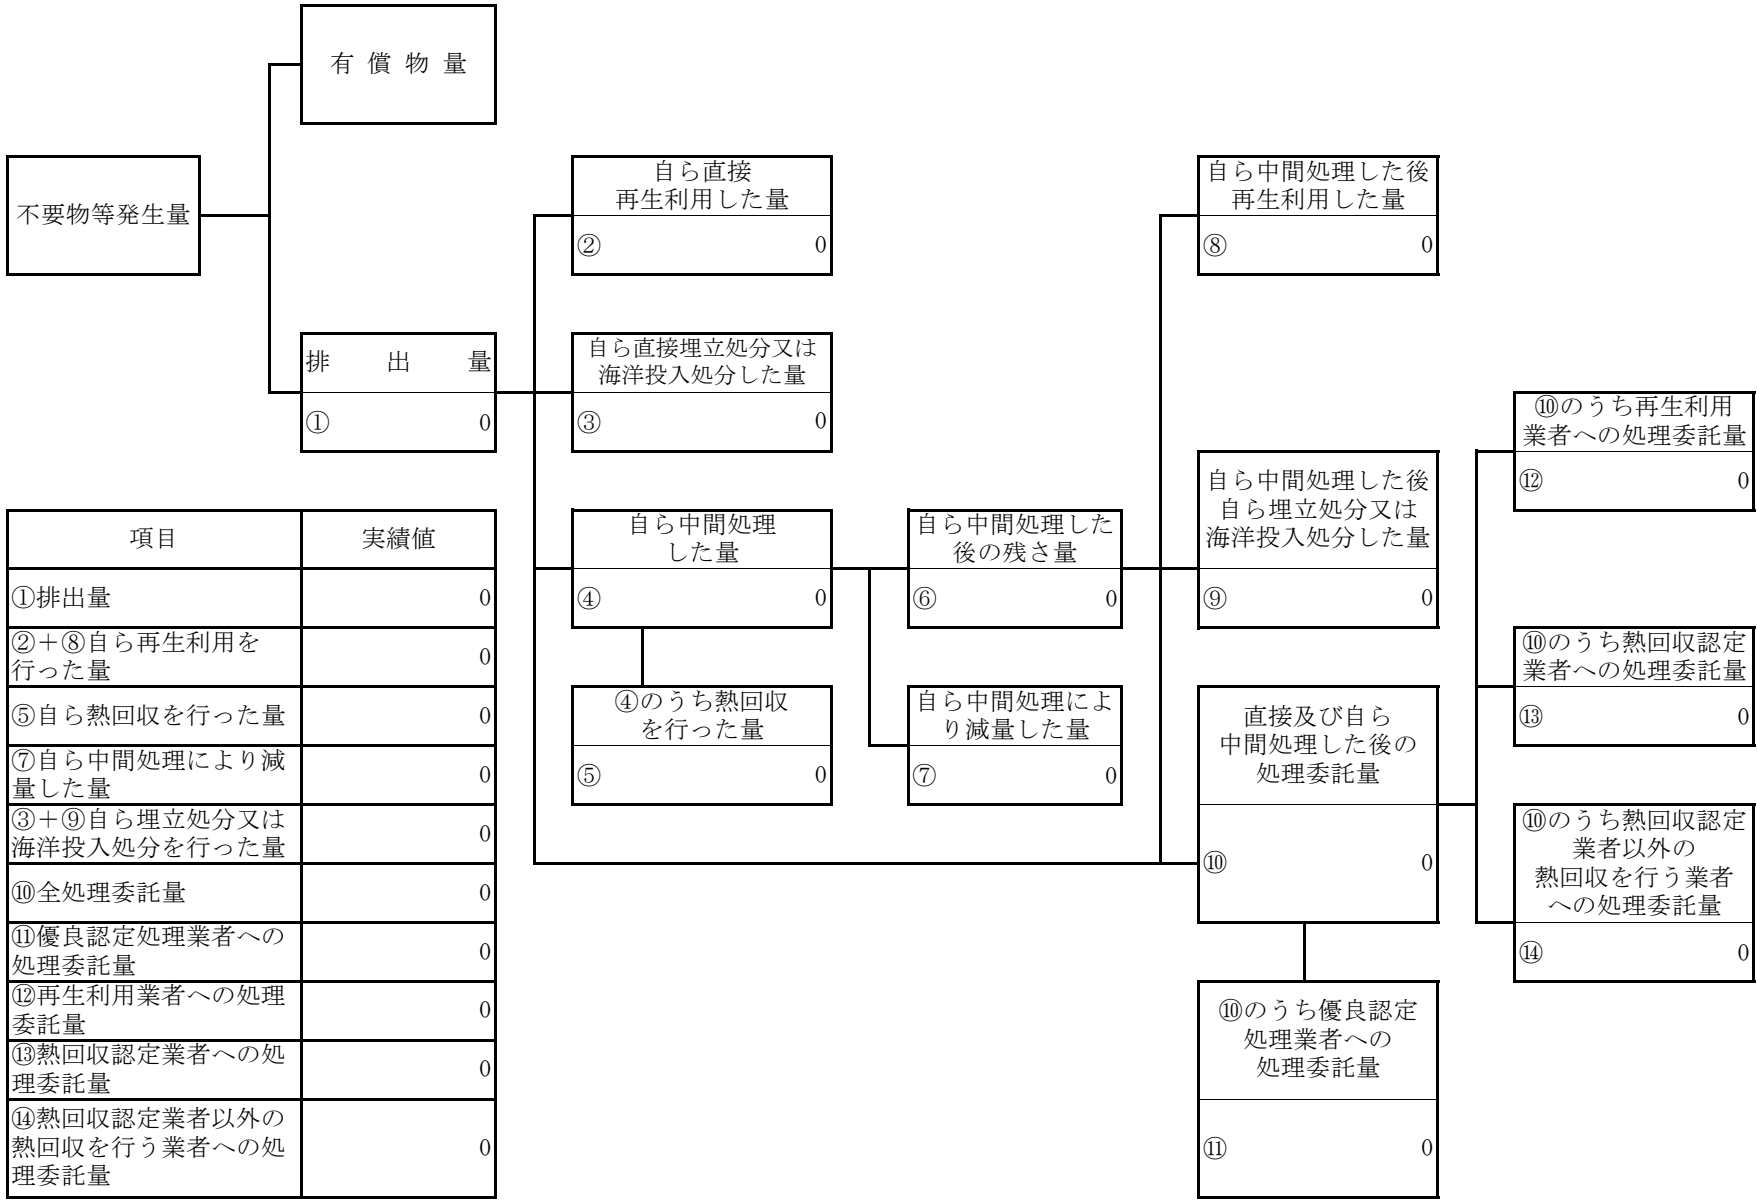 有償物量
不要物等発生量
排出量
① 0
自ら直接
再生利用した量
② 0
自ら直接埋立処分又は
海洋投入処分した量
③ 0
自ら中間処理
した量
④ 0
④のうち熱回収
を行った量
⑤ 0
自ら中間処理した
後の残さ量
⑥ 0
自ら中間処理によ
り減量した量
⑦ 0
自ら中間処理した後
再生利用した量
⑧ 0
自ら中間処理した後
自ら埋立処分又は
海洋投入処分した量
⑨ 0
直接及び自ら
中間処理した後の
処理委託量
⑩ 0
⑩のうち優良認定
処理業者への
処理委託量
⑪ 0
⑩のうち再生利用
業者への処理委託量
⑫ 0
⑩のうち熱回収認定
業者への処理委託量
⑬ 0
⑩のうち熱回収認定
業者以外の
熱回収を行う業者
への処理委託量
⑭ 0
項目 実績値
①排出量 0
②＋⑧自ら再生利用を
行った量 0
⑤自ら熱回収を行った量 0
⑦自ら中間処理により減
量した量 0
③＋⑨自ら埋立処分又は
海洋投入処分を行った量 0
⑩全処理委託量 0
⑪優良認定処理業者への
処理委託量 0
⑫再生利用業者への処理
委託量 0
⑬熱回収認定業者への処
理委託量 0
⑭熱回収認定業者以外の
熱回収を行う業者への処 0
理委託量